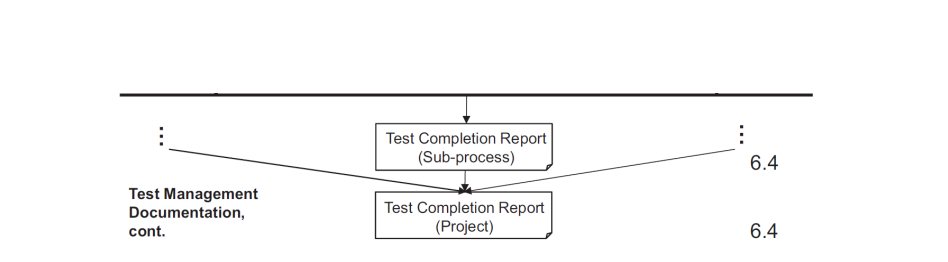 Test Completion Report
(Sub-process)
6.4
Test Management
Documentation,
cont.
Test Completion Report
(Project)
6.4